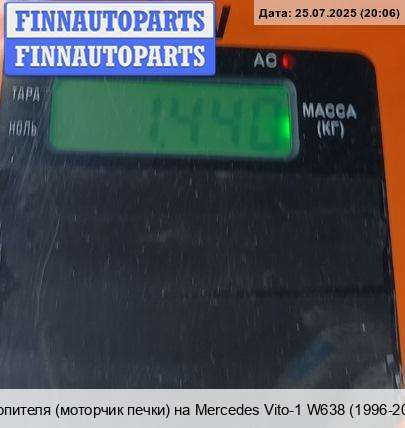 FINNAUTOPARTS
FINNAUTOPARTS
Дата: 25.07.2025 (20:06)
AC
ТАРА
НОЛЬ
1.440
МАССА
(КГ)
опителя (моторчик печки) на Mercedes Vito-1 W638 (1996-20